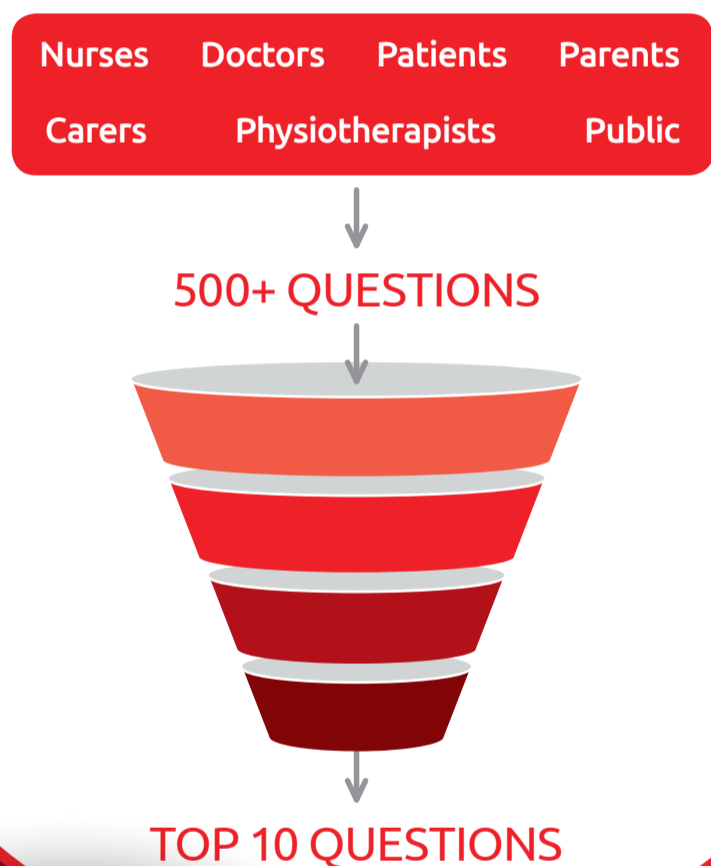 Nurses Doctors Patients Parents
Carers Physiotherapists Public
500+ QUESTIONS
TOP 10 QUESTIONS